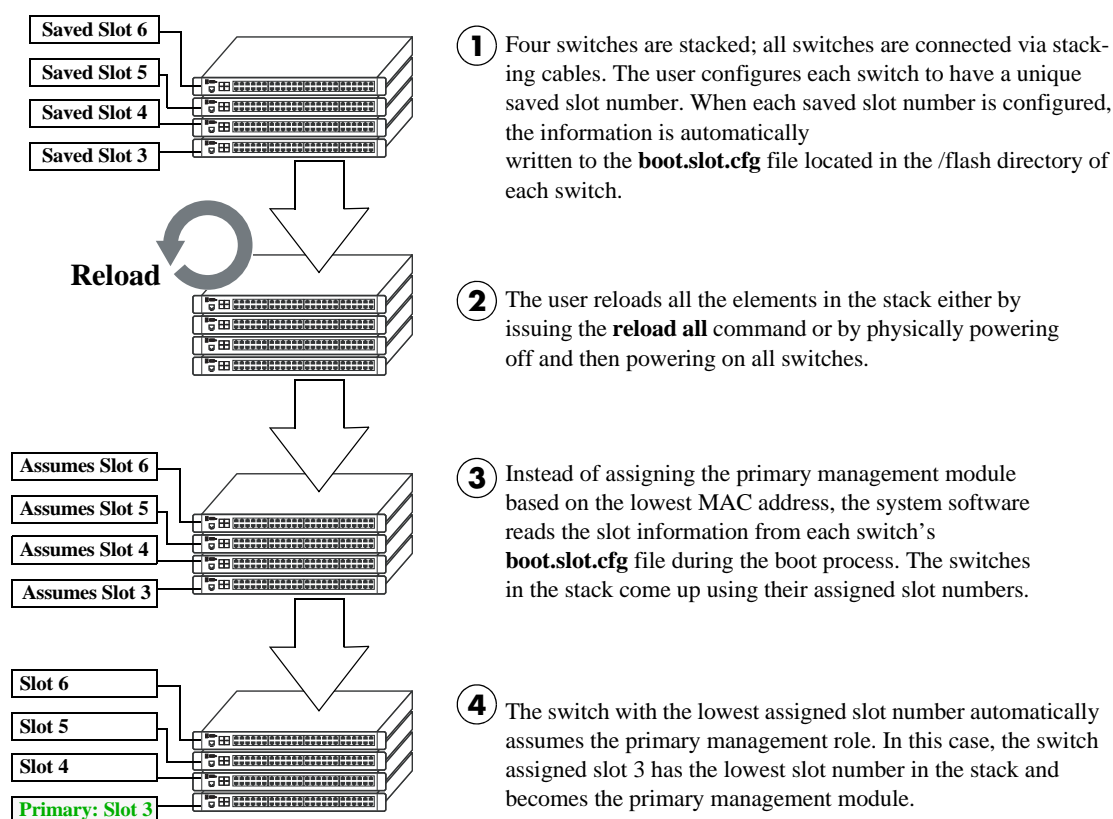 Saved Slot 6
Saved Slot 5
Saved Slot 4
Saved Slot 3
1
Four switches are stacked; all switches are connected via stack-
ing cables. The user configures each switch to have a unique
saved slot number. When each saved slot number is configured,
the information is automatically
written to the boot.slot.cfg file located in the /flash directory of
each switch.
Reload
2
The user reloads all the elements in the stack either by
issuing the reload all command or by physically powering
off and then powering on all switches.
Assumes Slot 6
Assumes Slot 5
Assumes Slot 4
Assumes Slot 3
3
Instead of assigning the primary management module
based on the lowest MAC address, the system software
reads the slot information from each switch's
boot.slot.cfg file during the boot process. The switches
in the stack come up using their assigned slot numbers.
Slot 6
Slot 5
Slot 4
Primary: Slot 3
4
The switch with the lowest assigned slot number automatically
assumes the primary management role. In this case, the switch
assigned slot 3 has the lowest slot number in the stack and
becomes the primary management module.